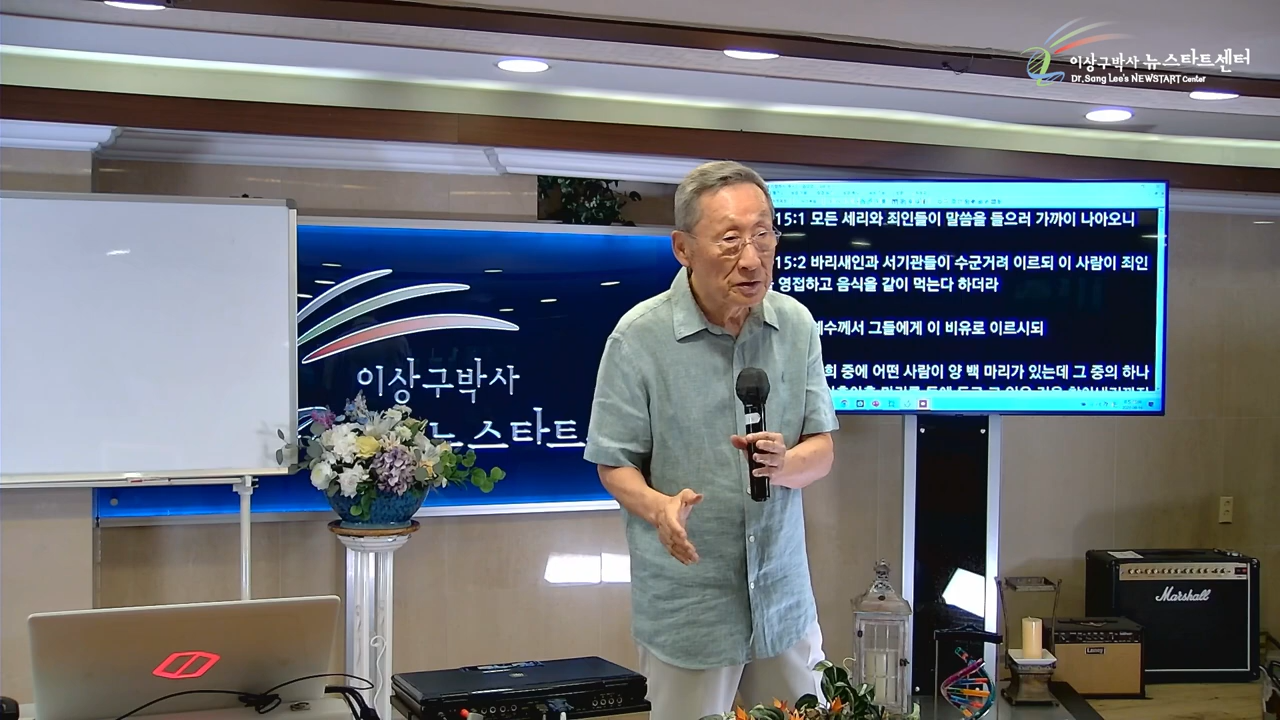 이상구박사 뉴스타트센터
Dr. Sang Lee's NEWSTART Center
15:1 모든 세리와 죄인들이 말씀을 들으러 가까이 나아오니
15:2 바리새인과 서기관들이 수군거려 이르되 이 사람이 죄인
영접하고 음식을 같이 먹는다 하더라
그들에게 이 비유로 이르시되
중에 어떤 사람이 양 백 마리가 있는데 그 중의 하나
이상구박사
뉴스타트
Marshall
Laney